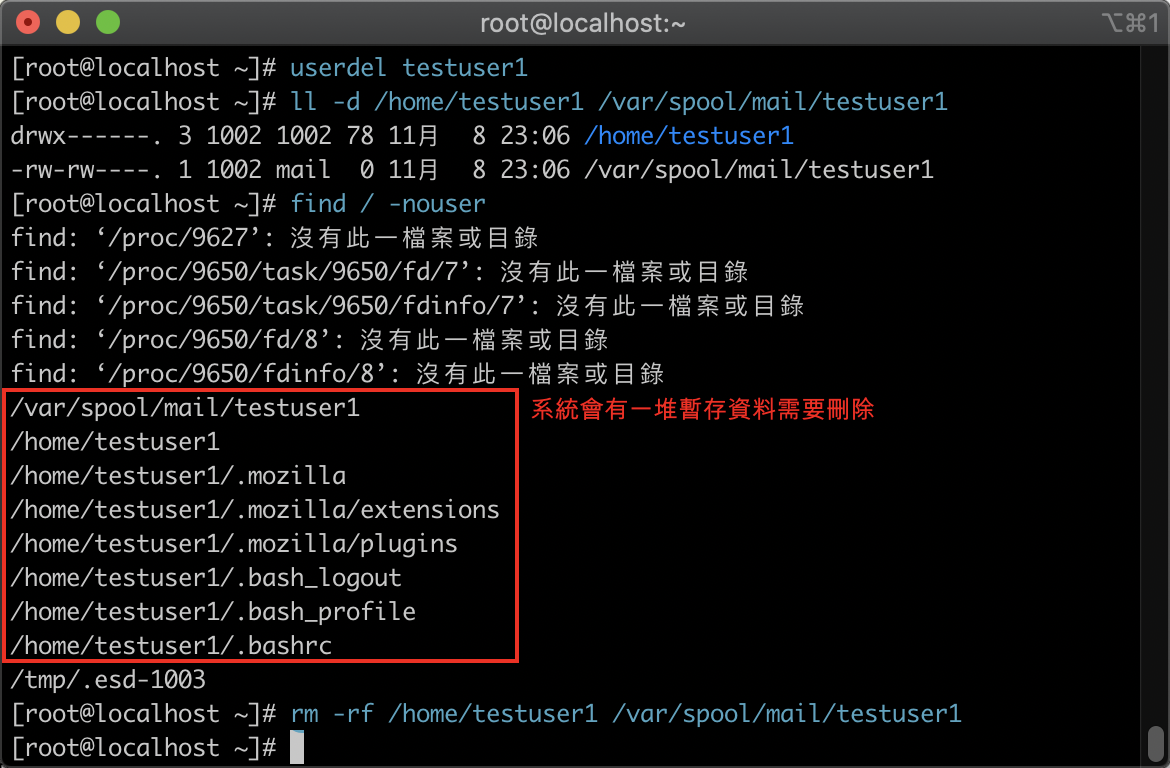 root@localhost:~
⌥⌘1
[root@localhost ~]# userdel testuser1
[root@localhost ~]# ll -d /home/testuser1 /var/spool/mail/testuser1
drwx------. 3 1002 1002 78 11月  8 23:06 /home/testuser1
-rw-rw----. 1 1002 mail  0 11月  8 23:06 /var/spool/mail/testuser1
[root@localhost ~]# find / -nouser
find: ‘/proc/9627’: 沒有此一檔案或目錄
find: ‘/proc/9650/task/9650/fd/7’: 沒有此一檔案或目錄
find: ‘/proc/9650/task/9650/fdinfo/7’: 沒有此一檔案或目錄
find: ‘/proc/9650/fd/8’: 沒有此一檔案或目錄
find: ‘/proc/9650/fdinfo/8’: 沒有此一檔案或目錄
/var/spool/mail/testuser1
系統會有一堆暫存資料需要刪除
/home/testuser1
/home/testuser1/.mozilla
/home/testuser1/.mozilla/extensions
/home/testuser1/.mozilla/plugins
/home/testuser1/.bash_logout
/home/testuser1/.bash_profile
/home/testuser1/.bashrc
/tmp/.esd-1003
[root@localhost ~]# rm -rf /home/testuser1 /var/spool/mail/testuser1
[root@localhost ~]#